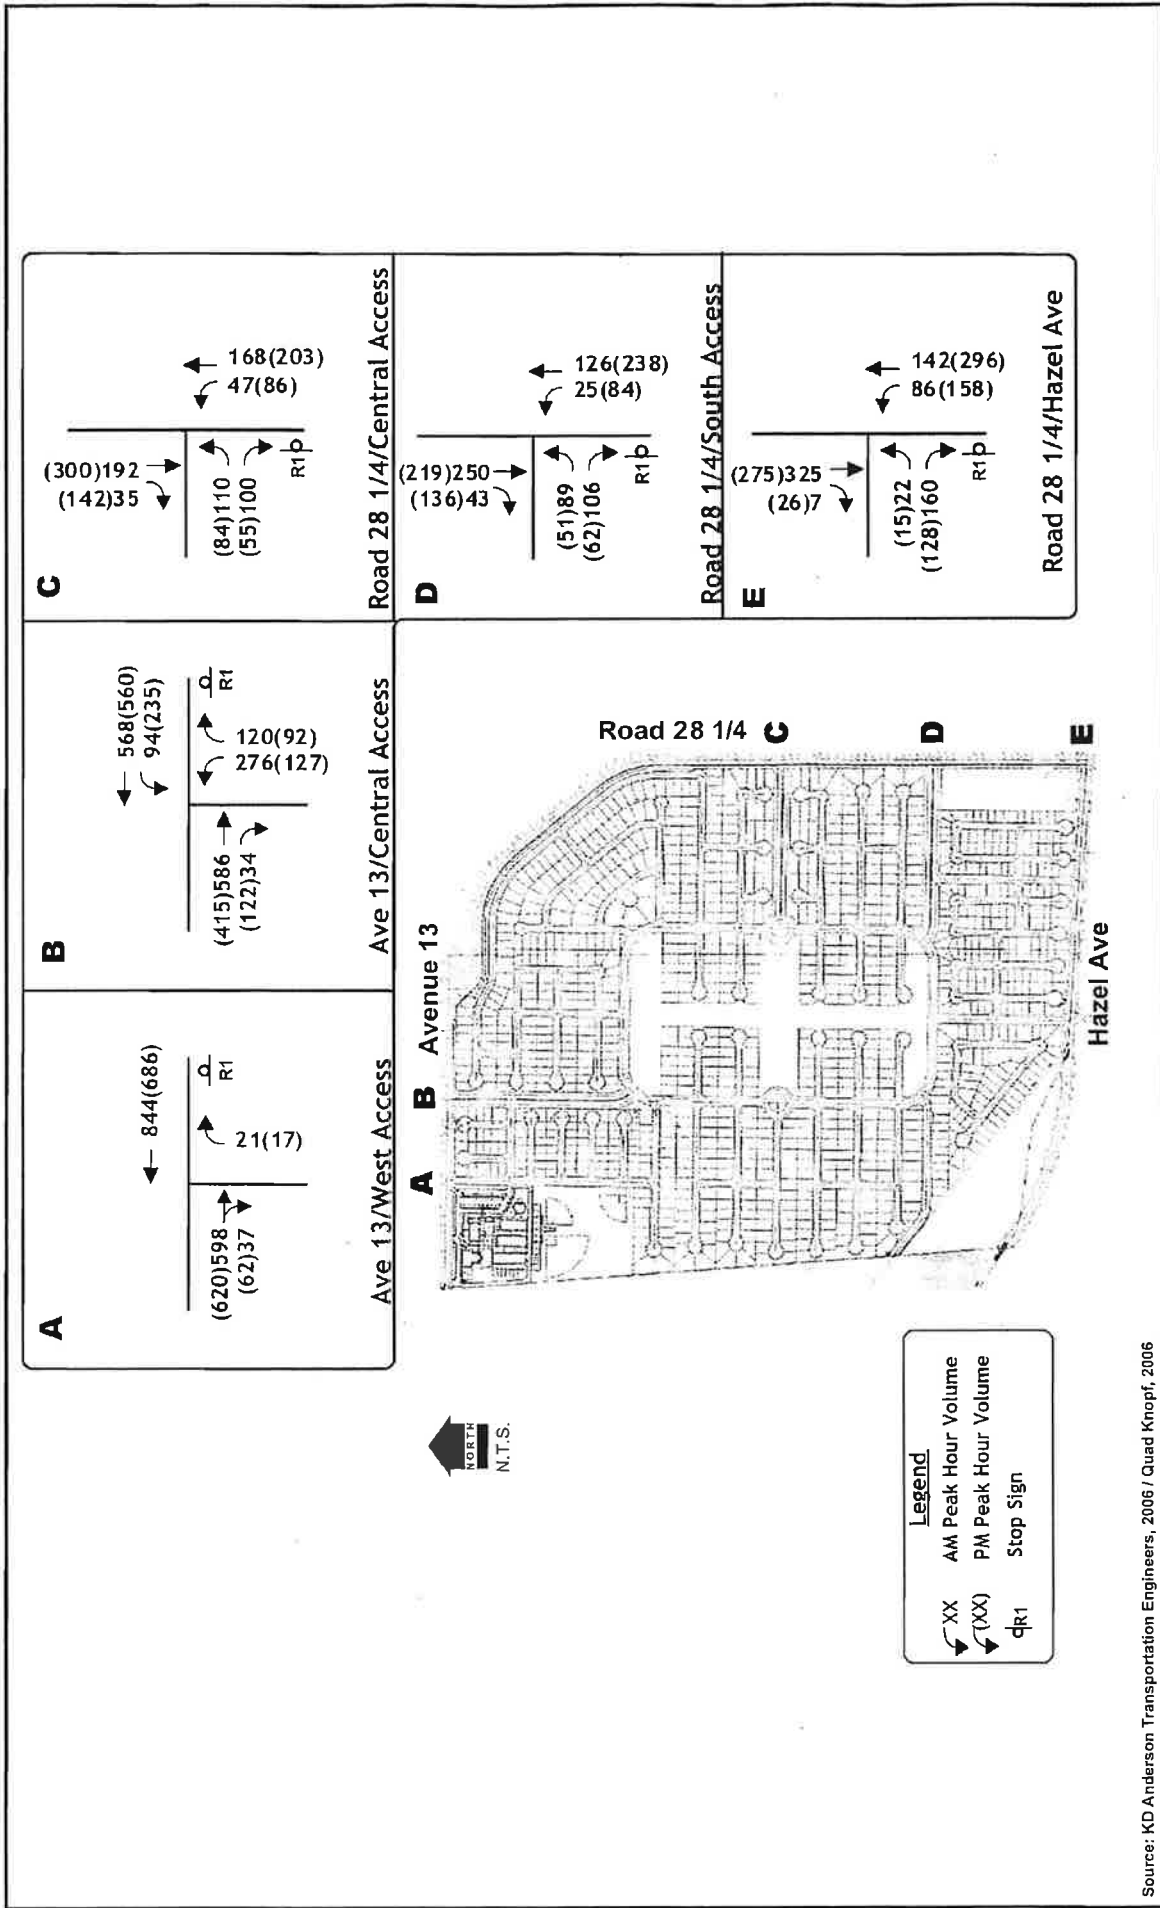 A
844(686)
R1
21(17)
(620)598
(62)37
Ave 13/West Access
B
568(560)
94(235)
R1
120(92)
276(127)
(415)586
(122)34
Ave 13/Central Access
C
(300)192
(142)35
168(203)
47(86)
(84)110
(55)100
R1
Road 28 1/4/Central Access
D
(219)250
(136)43
126(238)
25(84)
(51)89
(62)106
R1
Road 28 1/4/South Access
E
(275)325
(26)7
142(296)
86(158)
(15)22
(128)160
R1
Road 28 1/4/Hazel Ave
NORTH
N.T.S.
A
B
Avenue 13
Road 28 1/4
C
D
E
Hazel Ave
Legend
XX AM Peak Hour Volume
(XX) PM Peak Hour Volume
R1 Stop Sign
Source: KD Anderson Transportation Engineers, 2006 / Quad Knopf, 2006